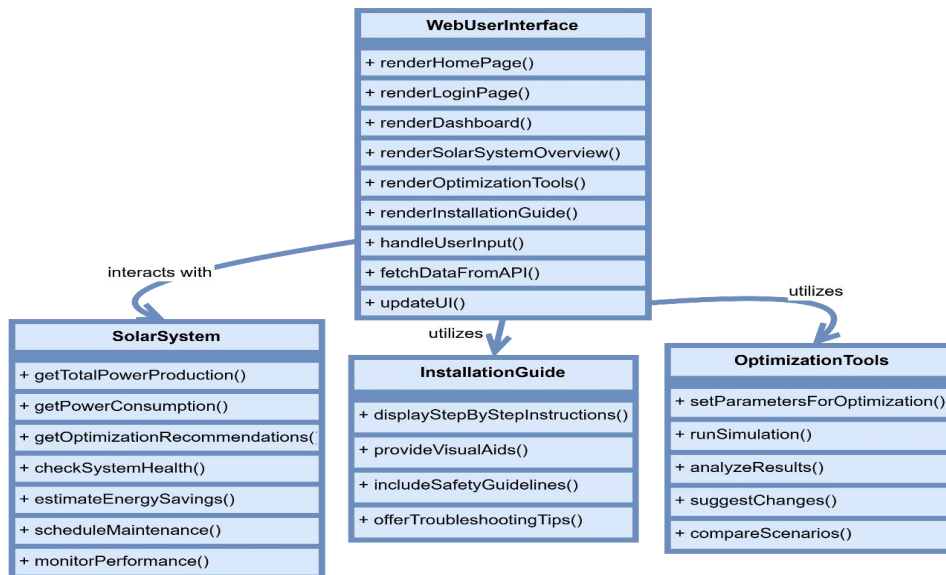 WebUserInterface
+ renderHomePage()
+ renderLoginPage()
+ renderDashboard()
+ renderSolarSystemOverview()
+ renderOptimizationTools()
+ renderInstallationGuide()
+ handleUserInput()
+ fetchDataFromAPI()
+ updateUI()
interacts with
utilizes
utilizes
SolarSystem
+ getTotalPowerProduction()
+ getPowerConsumption()
+ getOptimizationRecommendations()
+ checkSystemHealth()
+ estimateEnergySavings()
+ scheduleMaintenance()
+ monitorPerformance()
InstallationGuide
+ displayStepByStepInstructions()
+ provideVisualAids()
+ includeSafetyGuidelines()
+ offerTroubleshootingTips()
OptimizationTools
+ setParametersForOptimization()
+ runSimulation()
+ analyzeResults()
+ suggestChanges()
+ compareScenarios()